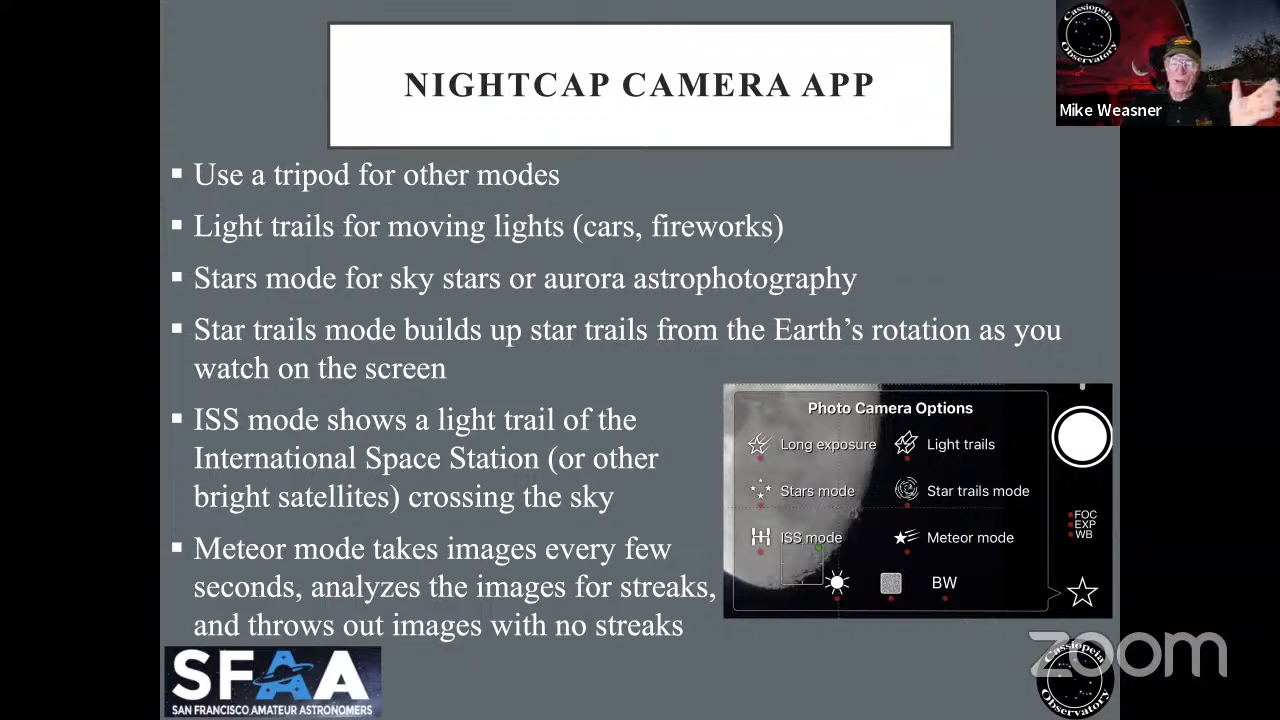 NIGHTCAP CAMERA APP
Cassiopeia
Observatory
Mike Weasner
▪ Use a tripod for other modes
▪ Light trails for moving lights (cars, fireworks)
▪ Stars mode for sky stars or aurora astrophotography
▪ Star trails mode builds up star trails from the Earth’s rotation as you
watch on the screen
▪ ISS mode shows a light trail of the
International Space Station (or other
bright satellites) crossing the sky
▪ Meteor mode takes images every few
seconds, analyzes the images for streaks,
and throws out images with no streaks
Photo Camera Options
Long exposure
Light trails
Stars mode
Star trails mode
ISS mode
Meteor mode
BW
FOC
EXP
WB
SFAA
SAN FRANCISCO AMATEUR ASTRONOMERS
zoom
Cassiopeia
Observatory